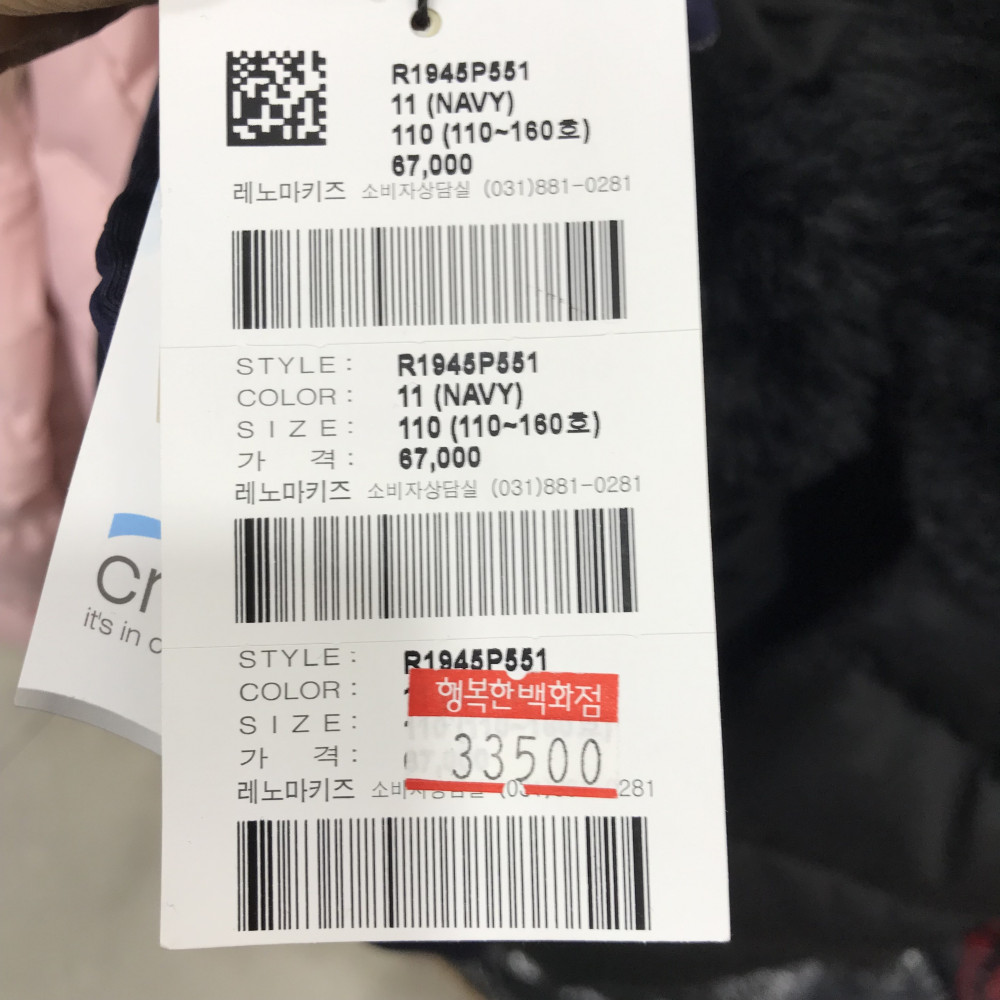 R1945P551
11 (NAVY)
110 (110~160호)
67,000
레노마키즈 소비자상담실 (031)881-0281
STYLE: R1945P551
COLOR: 11 (NAVY)
SIZE: 110 (110~160호)
가 격: 67,000
레노마키즈 소비자상담실 (031)881-0281
STYLE: R1945P551
COLOR:
행복한백화점
SIZE:
가 격: 33500
레노마키즈 281
it's in